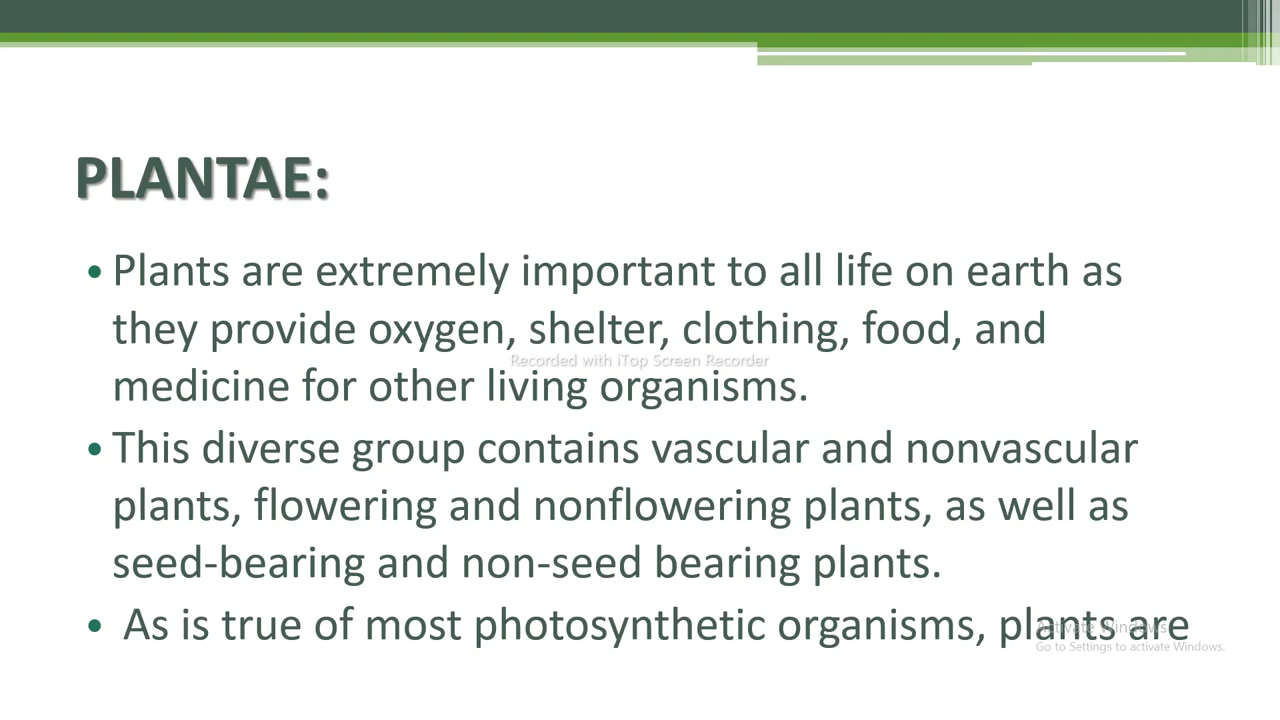 PLANTAE:
• Plants are extremely important to all life on earth as
they provide oxygen, shelter, clothing, food, and
Recorded with iTop Screen Recorder
medicine for other living organisms.
• This diverse group contains vascular and nonvascular
plants, flowering and nonflowering plants, as well as
seed-bearing and non-seed bearing plants.
• As is true of most photosynthetic organisms, plants are
Activate Windows
Go to Settings to activate Windows.